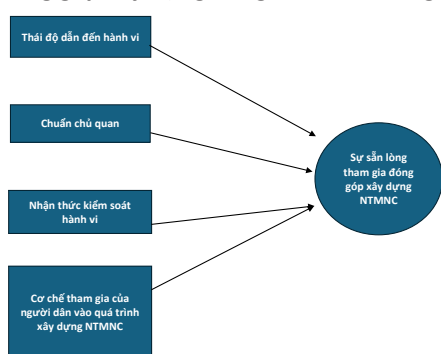 Thái độ dẫn đến hành vi
Chuẩn chủ quan
Nhận thức kiểm soát
hành vi
Cơ chế tham gia của
người dân vào quá trình
xây dựng NTMNC
Sự sẵn lòng
tham gia đóng
góp xây dựng
NTMNC